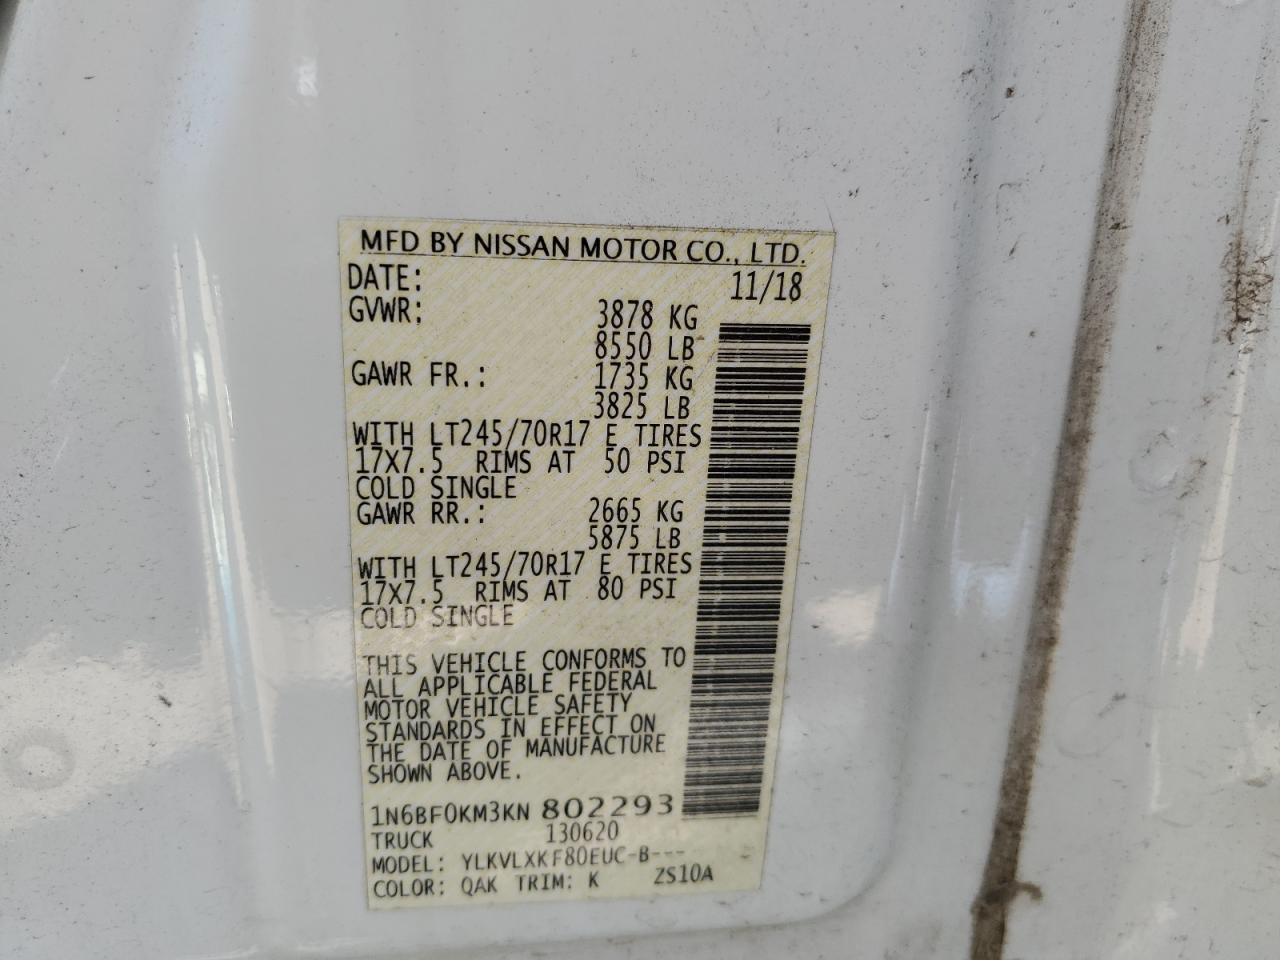 MFD BY NISSAN MOTOR CO., LTD.
DATE: 11/18
GVWR: 3878 KG
8550 LB
GAWR FR.: 1735 KG
3825 LB
WITH LT245/70R17 E TIRES
17X7.5 RIMS AT 50 PSI
COLD SINGLE
GAWR RR.: 2665 KG
5875 LB
WITH LT245/70R17 E TIRES
17X7.5 RIMS AT 80 PSI
COLD SINGLE
THIS VEHICLE CONFORMS TO
ALL APPLICABLE FEDERAL
MOTOR VEHICLE SAFETY
STANDARDS IN EFFECT ON
THE DATE OF MANUFACTURE
SHOWN ABOVE.
1N6BF0KM3KN 802293
TRUCK 130620
MODEL: YLKVLXKF80EUC-B---
COLOR: QAK TRIM: K ZS10A